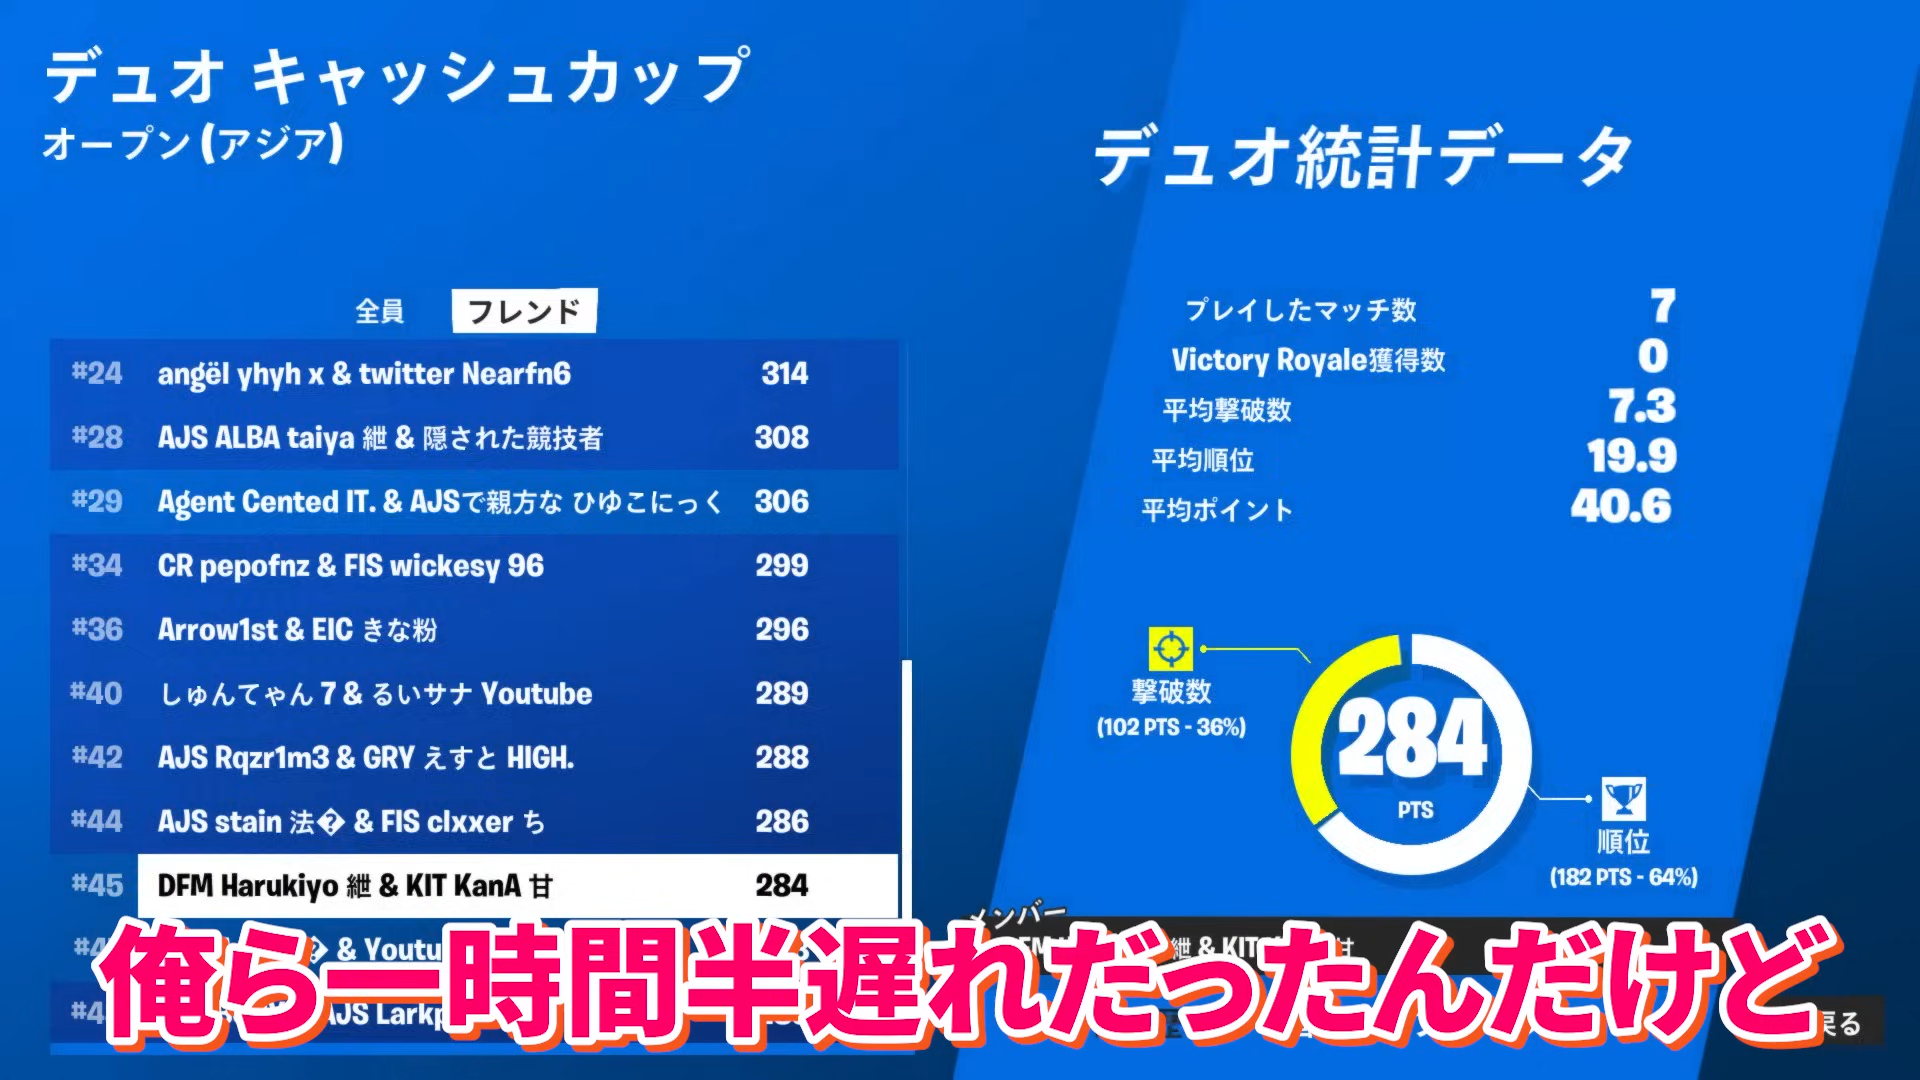 デュオ キャッシュカップ
オープン (アジア)
全員 フレンド
#24 angël yhyh x & twitter Nearfn6 314
#28 AJS ALBA taiya 紲 & 隠された競技者 308
#29 Agent Cented IT. & AJSで親方な ひゆこにっく 306
#34 CR pepofnz & FIS wickesy 96 299
#36 Arrow1st & EIC きな粉 296
#40 しゅんてゃん 7 & るいサナ Youtube 289
#42 AJS Rqzr1m3 & GRY えすと HIGH. 288
#44 AJS stain 法� & FIS clxxer ち 286
#45 DFM Harukiyo 紲 & KIT KanA 甘 284
デュオ統計データ
プレイしたマッチ数 7
Victory Royale獲得数 0
平均撃破数 7.3
平均順位 19.9
平均ポイント 40.6
撃破数
(102 PTS - 36%)
284
PTS
順位
(182 PTS - 64%)
メンバー
紲 & KIT 甘
俺ら一時間半遅れだったんだけど
戻る